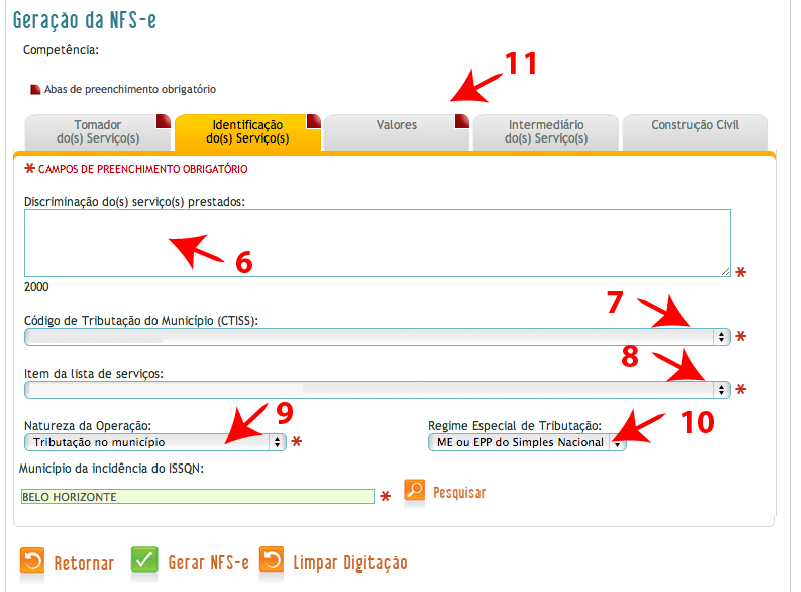 Geração da NFS-e
Competência:
11
Abas de preenchimento obrigatório
Tomador
do(s) Serviço(s)
Identificação
do(s) Serviço(s)
Valores
Intermediário
do(s) Serviço(s)
Construção Civil
* CAMPOS DE PREENCHIMENTO OBRIGATÓRIO
Discriminação do(s) serviço(s) prestados:
6
*
2000
7
Código de Tributação do Município (CTISS):
*
8
Item da lista de serviços:
*
9
10
Natureza da Operação:
Regime Especial de Tributação:
Tributação no município *
ME ou EPP do Simples Nacional
Município da incidência do ISSQN:
BELO HORIZONTE * Pesquisar
Retornar Gerar NFS-e Limpar Digitação